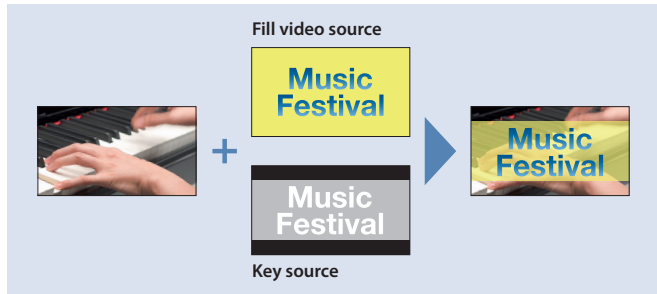 Fill video source
Music
Festival
+
Music
Festival
Key source
Music
Festival